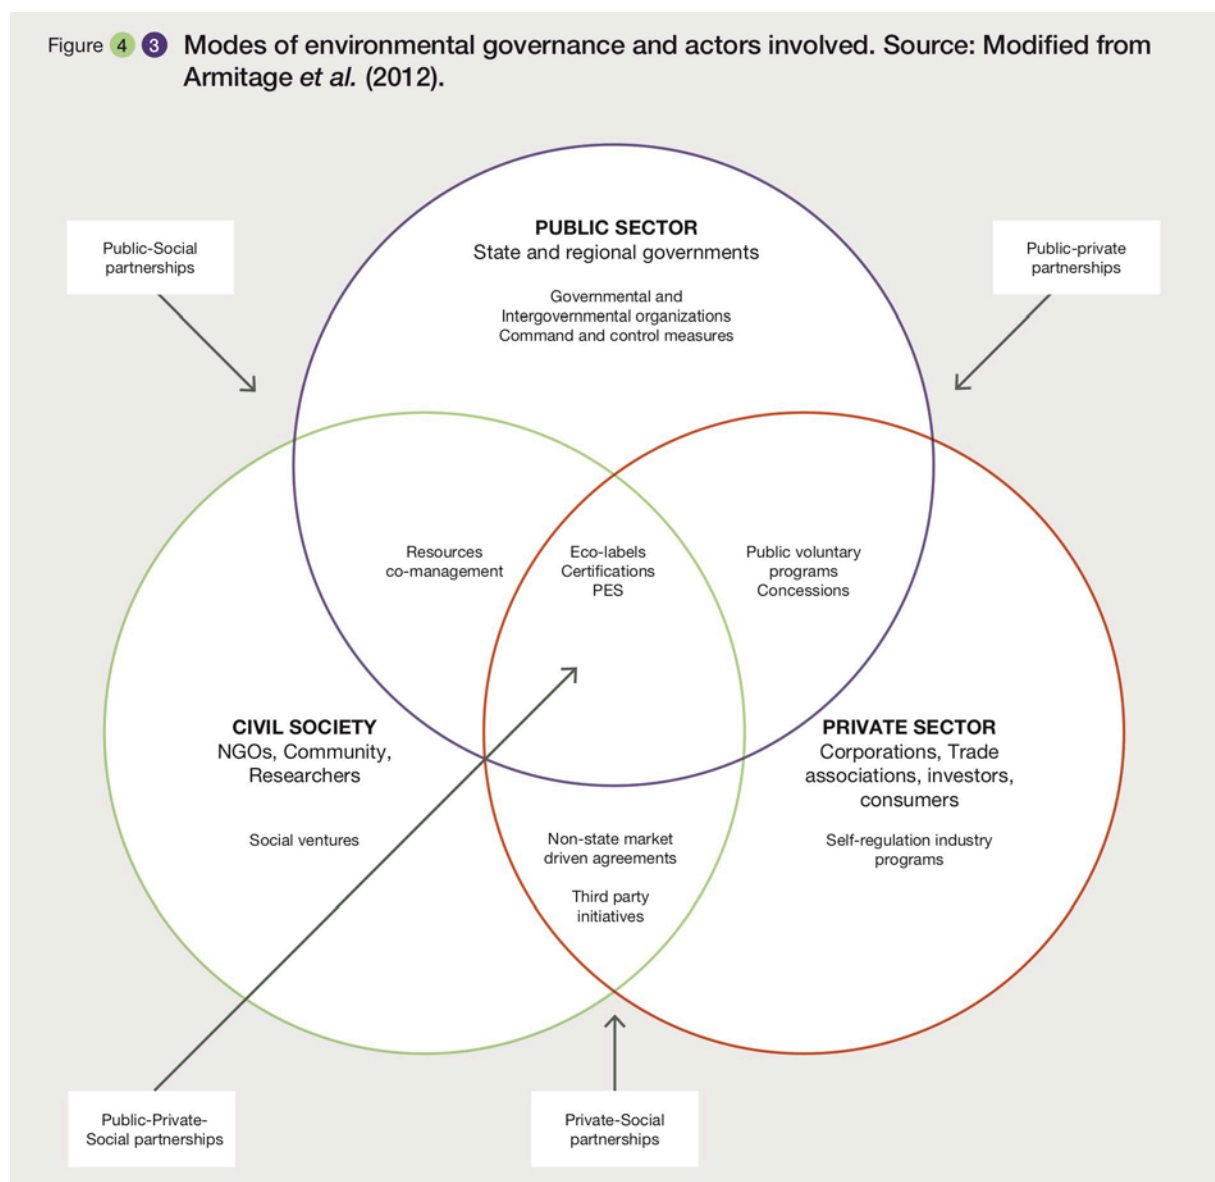 Figure 4 3 Modes of environmental governance and actors involved. Source: Modified from
Armitage et al. (2012).
Public-Social
partnerships
PUBLIC SECTOR
State and regional governments
Governmental and
Intergovernmental organizations
Command and control measures
Public-private
partnerships
Resources
co-management
Eco-labels
Certifications
PES
Public voluntary
programs
Concessions
CIVIL SOCIETY
NGOs, Community,
Researchers
Social ventures
PRIVATE SECTOR
Corporations, Trade
associations, investors,
consumers
Self-regulation industry
programs
Non-state market
driven agreements
Third party
initiatives
Public-Private-
Social partnerships
Private-Social
partnerships